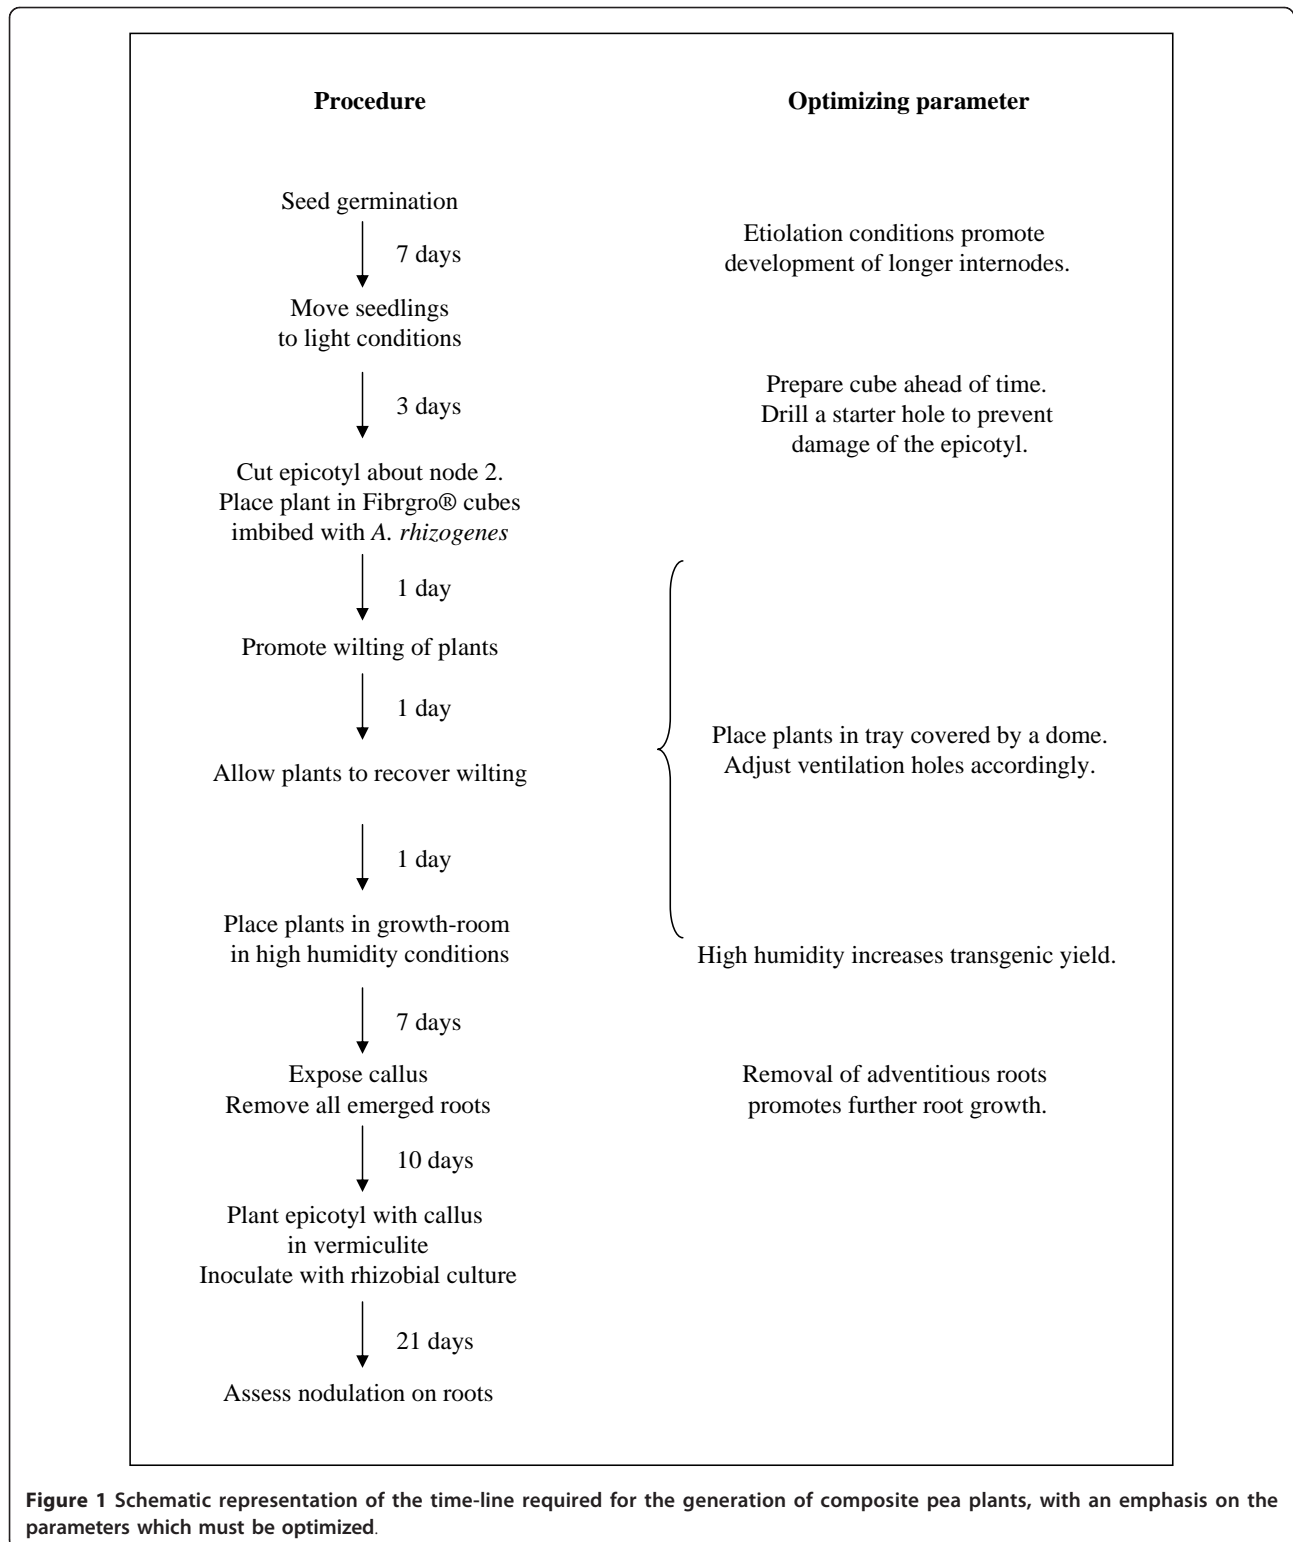 Procedure
Optimizing parameter
Seed germination
7 days
Etiolation conditions promote
development of longer internodes.
Move seedlings
to light conditions
3 days
Prepare cube ahead of time.
Drill a starter hole to prevent
damage of the epicotyl.
Cut epicotyl about node 2.
Place plant in Fibrgro® cubes
imbibed with A. rhizogenes
1 day
Promote wilting of plants
1 day
Allow plants to recover wilting
Place plants in tray covered by a dome.
Adjust ventilation holes accordingly.
1 day
Place plants in growth-room
in high humidity conditions
High humidity increases transgenic yield.
7 days
Expose callus
Remove all emerged roots
Removal of adventitious roots
promotes further root growth.
10 days
Plant epicotyl with callus
in vermiculite
Inoculate with rhizobial culture
21 days
Assess nodulation on roots
Figure 1 Schematic representation of the time-line required for the generation of composite pea plants, with an emphasis on the
parameters which must be optimized.